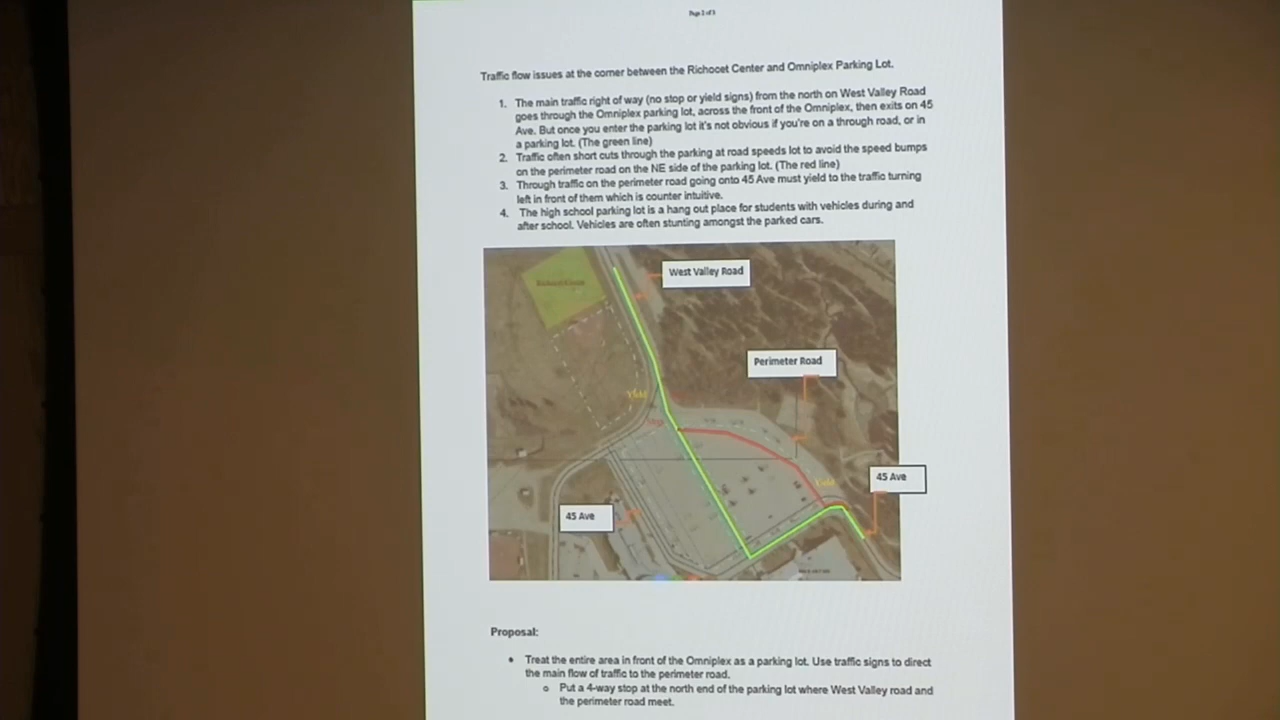 Page 2 of 3
Traffic flow issues at the corner between the Richocet Center and Omniplex Parking Lot.
1. The main traffic right of way (no stop or yield signs) from the north on West Valley Road
goes through the Omniplex parking lot, across the front of the Omniplex, then exits on 45
Ave. But once you enter the parking lot it's not obvious if you're on a through road, or in
a parking lot. (The green line)
2. Traffic often short cuts through the parking at road speeds lot to avoid the speed bumps
on the perimeter road on the NE side of the parking lot. (The red line)
3. Through traffic on the perimeter road going onto 45 Ave must yield to the traffic turning
left in front of them which is counter intuitive.
4. The high school parking lot is a hang out place for students with vehicles during and
after school. Vehicles are often stunting amongst the parked cars.
West Valley Road
Perimeter Road
Yield
Stop
45 Ave
Yield
45 Ave
Proposal:
• Treat the entire area in front of the Omniplex as a parking lot. Use traffic signs to direct
the main flow of traffic to the perimeter road.
o Put a 4-way stop at the north end of the parking lot where West Valley road and
the perimeter road meet.